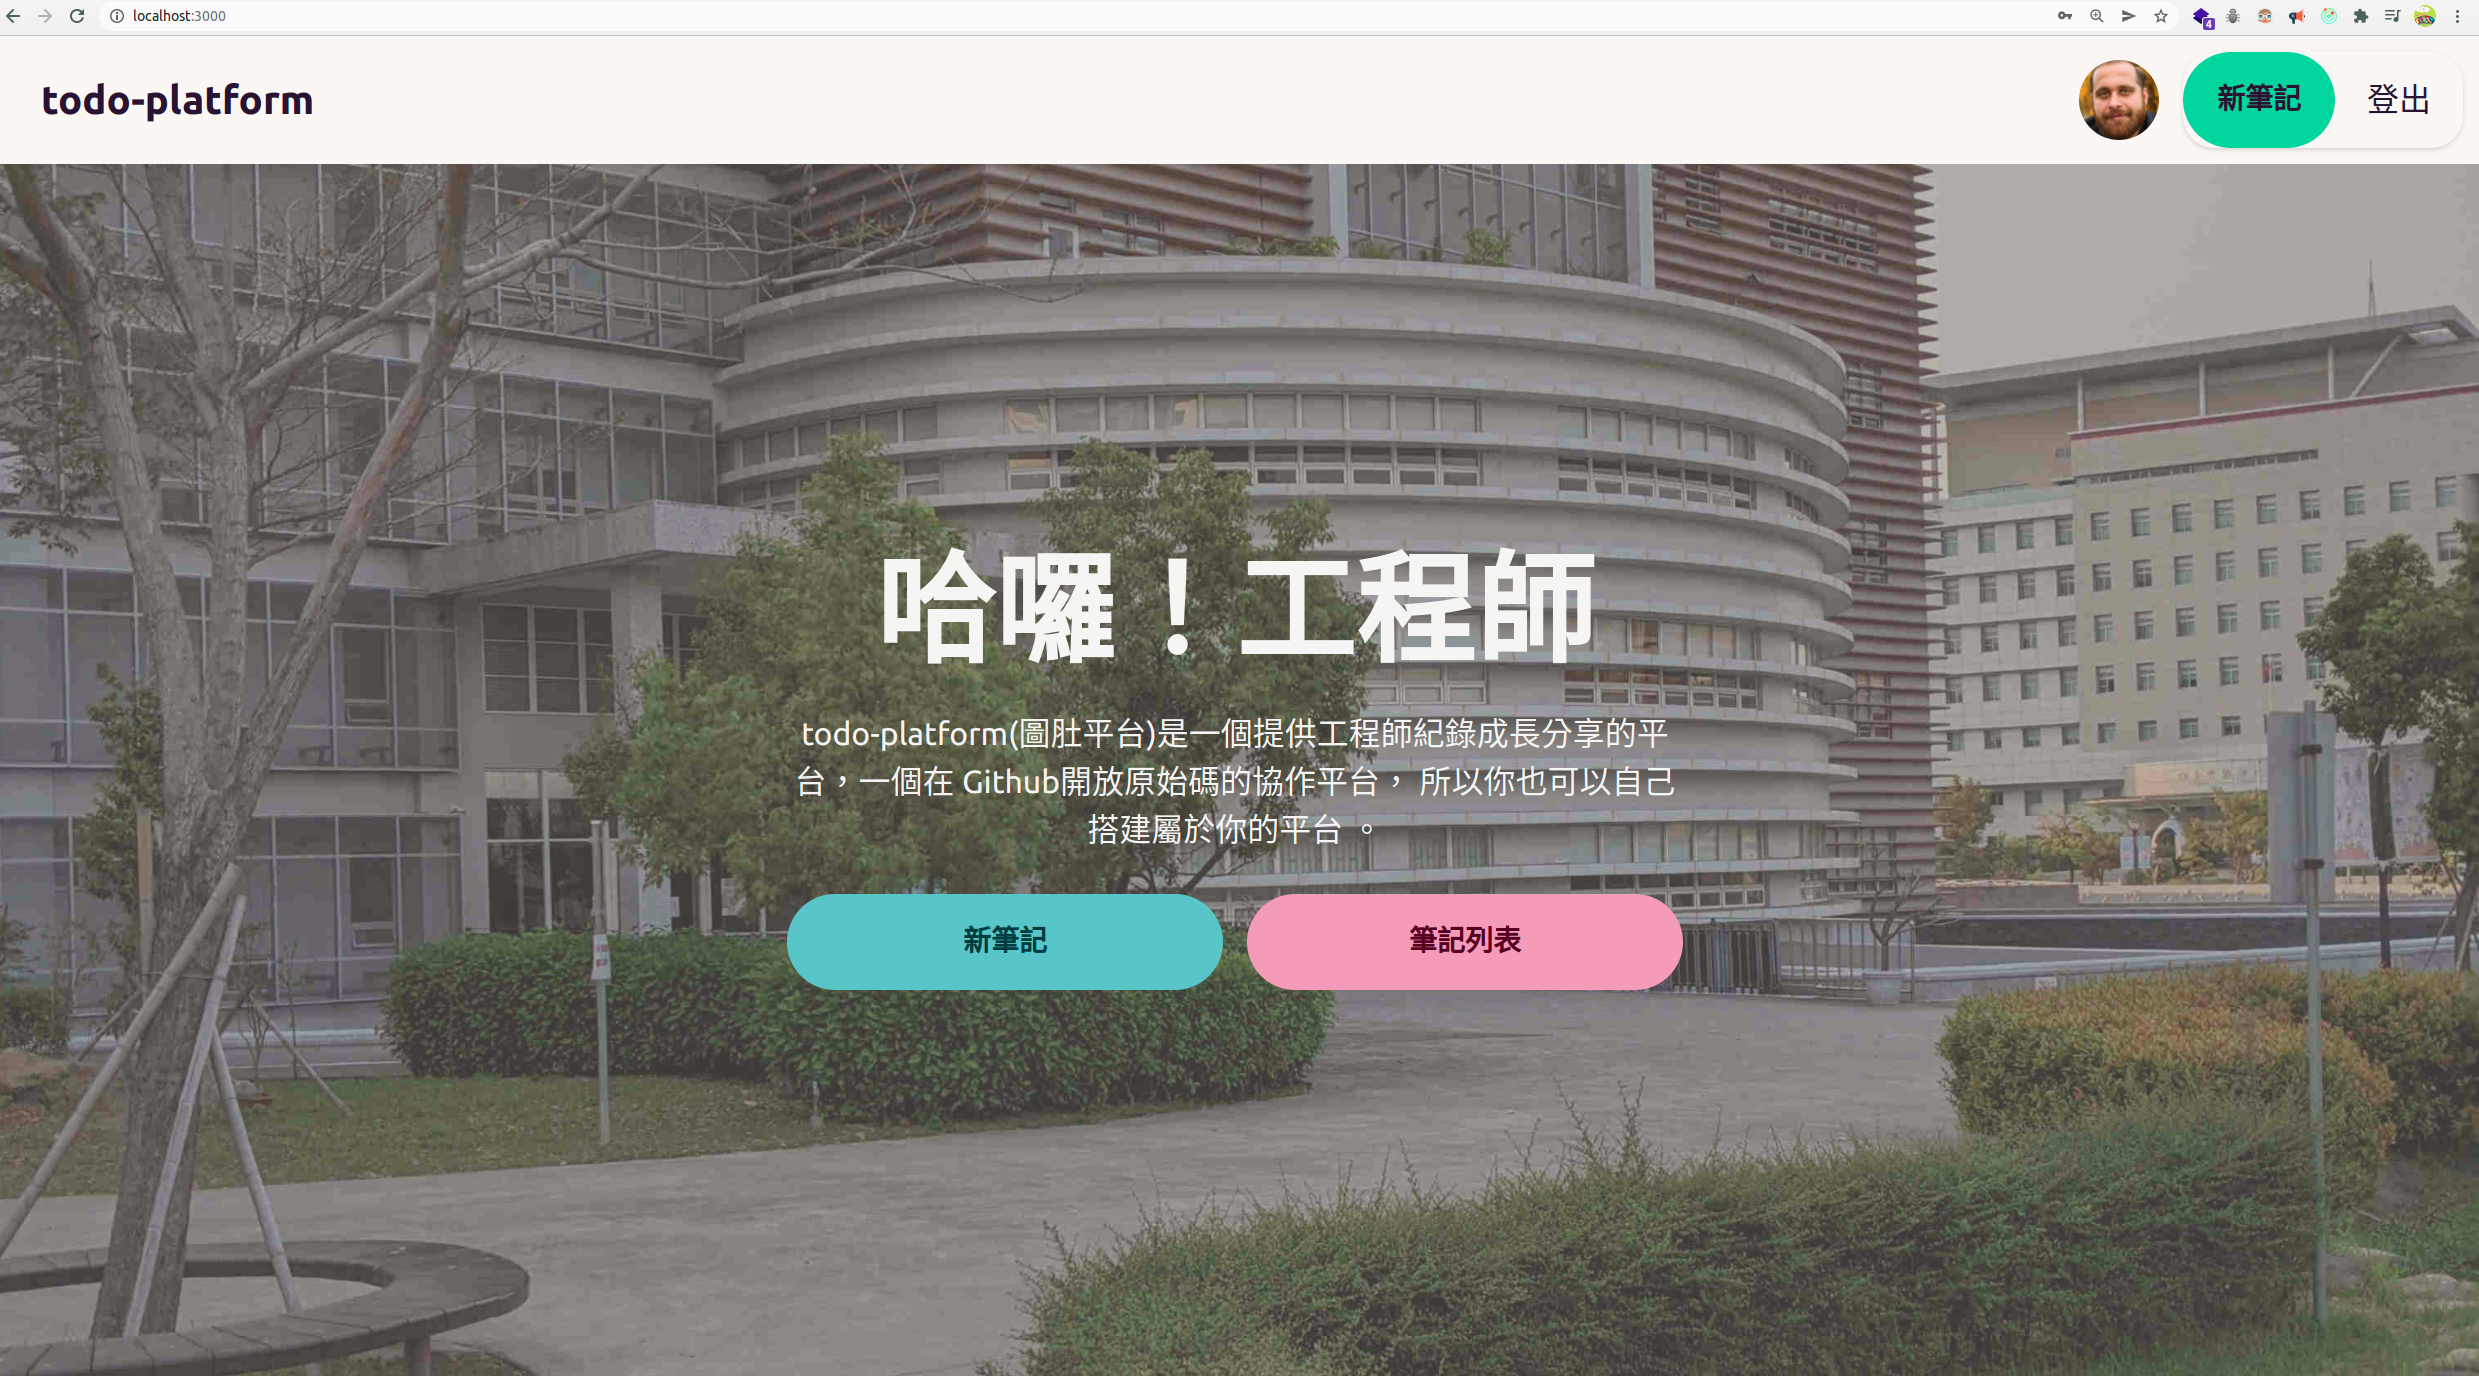 localhost:3000
4
todo-platform
新筆記
登出
哈囉！工程師
todo-platform(圖肚平台)是一個提供工程師紀錄成長分享的平
台，一個在 Github開放原始碼的協作平台， 所以你也可以自己
搭建屬於你的平台 。
新筆記
筆記列表